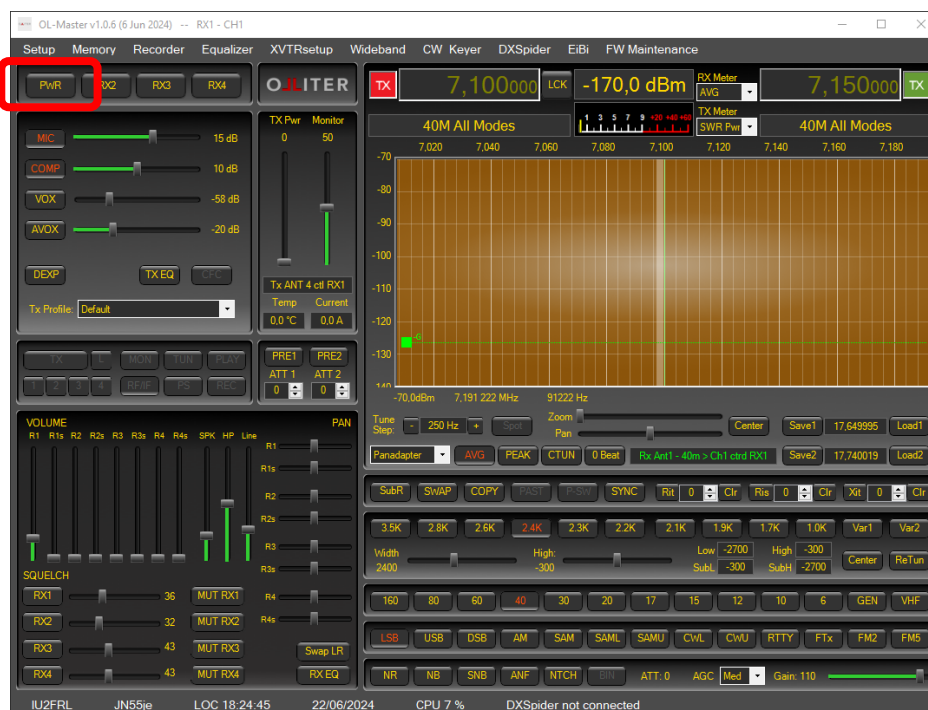 OL-Master v1.0.6 (6 Jun 2024) -- RX1 - CH1
Setup Memory Recorder Equalizer XVTRsetup Wideband CW Keyer DXSpider EiBi FW Maintenance
PWR RX2 RX3 RX4
OLLITER
TX 7,100000 LCK -170,0 dBm RX Meter AVG 7,150000 TX
TX Meter SWR Pwr
40M All Modes 1 3 5 7 9 +20 +40 +60 40M All Modes
MIC 15 dB
COMP 10 dB
VOX -58 dB
AVOX -20 dB
DEXP TX EQ CFC
Tx Profile: Default
TX Pwr Monitor
0 50
Tx ANT 4 ctl RX1
Temp Current
0,0 °C 0,0 A
7,020 7,040 7,060 7,080 7,100 7,120 7,140 7,160 7,180
-70
-80
-90
-100
-110
-120
-6
-130
-140
-70,0dBm 7,191 222 MHz 91222 Hz
TX L MON TUN PLAY
1 2 3 4 RF/IF PS REC
PRE1 PRE2
ATT 1 ATT 2
0 0
Tune Step: - 250 Hz + Spot Zoom Pan Center Save1 17,649995 Load1
Panadapter AVG PEAK CTUN 0 Beat Rx Ant1 - 40m > Ch1 ctrd RX1 Save2 17,740019 Load2
VOLUME PAN
R1 R1s R2 R2s R3 R3s R4 R4s SPK HP Line
R1
R1s
R2
R2s
R3
R3s
R4
R4s
SQUELCH
RX1 36 MUT RX1
RX2 32 MUT RX2
RX3 43 MUT RX3 Swap LR
RX4 43 MUT RX4 RX EQ
SubR SWAP COPY PAST P-SW SYNC Rit 0 Clr Ris 0 Clr Xit 0 Clr
3.5K 2.8K 2.6K 2.4K 2.3K 2.2K 2.1K 1.9K 1.7K 1.0K Var1 Var2
Width High: Low -2700 High -300
2400 -300 SubL -300 SubH -2700 Center ReTun
160 80 60 40 30 20 17 15 12 10 6 GEN VHF
LSB USB DSB AM SAM SAML SAMU CWL CWU RTTY FTx FM2 FM5
NR NB SNB ANF NTCH BIN ATT: 0 AGC Med Gain: 110
IU2FRL JN55je LOC 18:24:45 22/06/2024 CPU 7 % DXSpider not connected